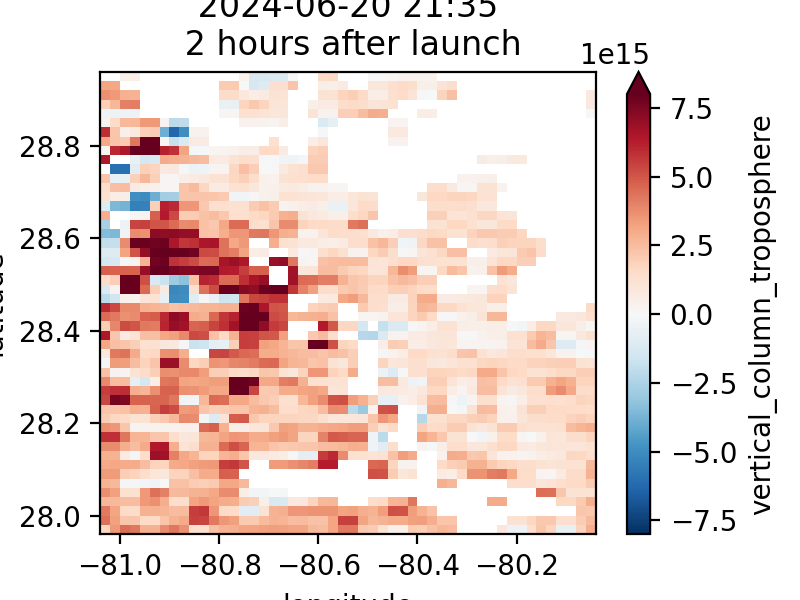 2024-06-20 21:35
2 hours after launch
1e15
28.8
28.6
28.4
28.2
28.0
−81.0 −80.8 −80.6 −80.4 −80.2
longitude
latitude
7.5
5.0
2.5
0.0
−2.5
−5.0
−7.5
vertical_column_troposphere